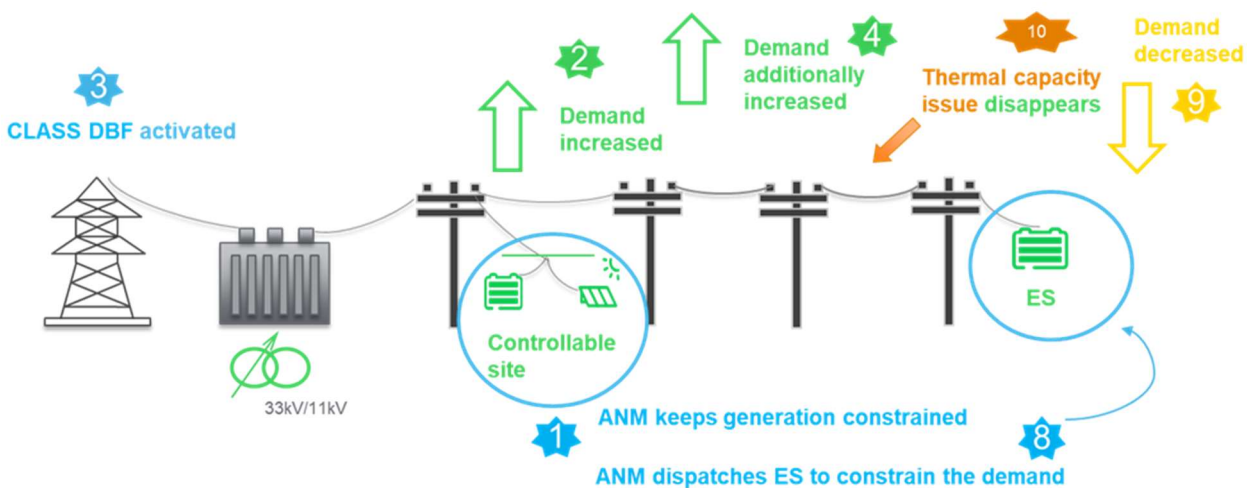 3
CLASS DBF activated
2
Demand
increased
Demand
additionally
increased
4
10
Thermal capacity
issue disappears
Demand
decreased
9
33kV/11kV
Controllable
site
ES
1
ANM keeps generation constrained
8
ANM dispatches ES to constrain the demand